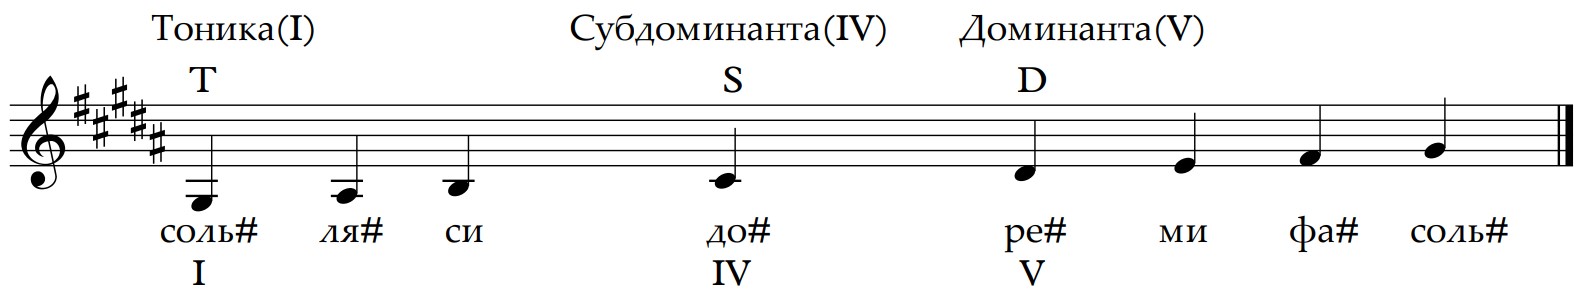 Тоника(I) Субдоминанта(IV) Доминанта(V)
T S D
соль# ля# си до# ре# ми фа# соль#
I IV V